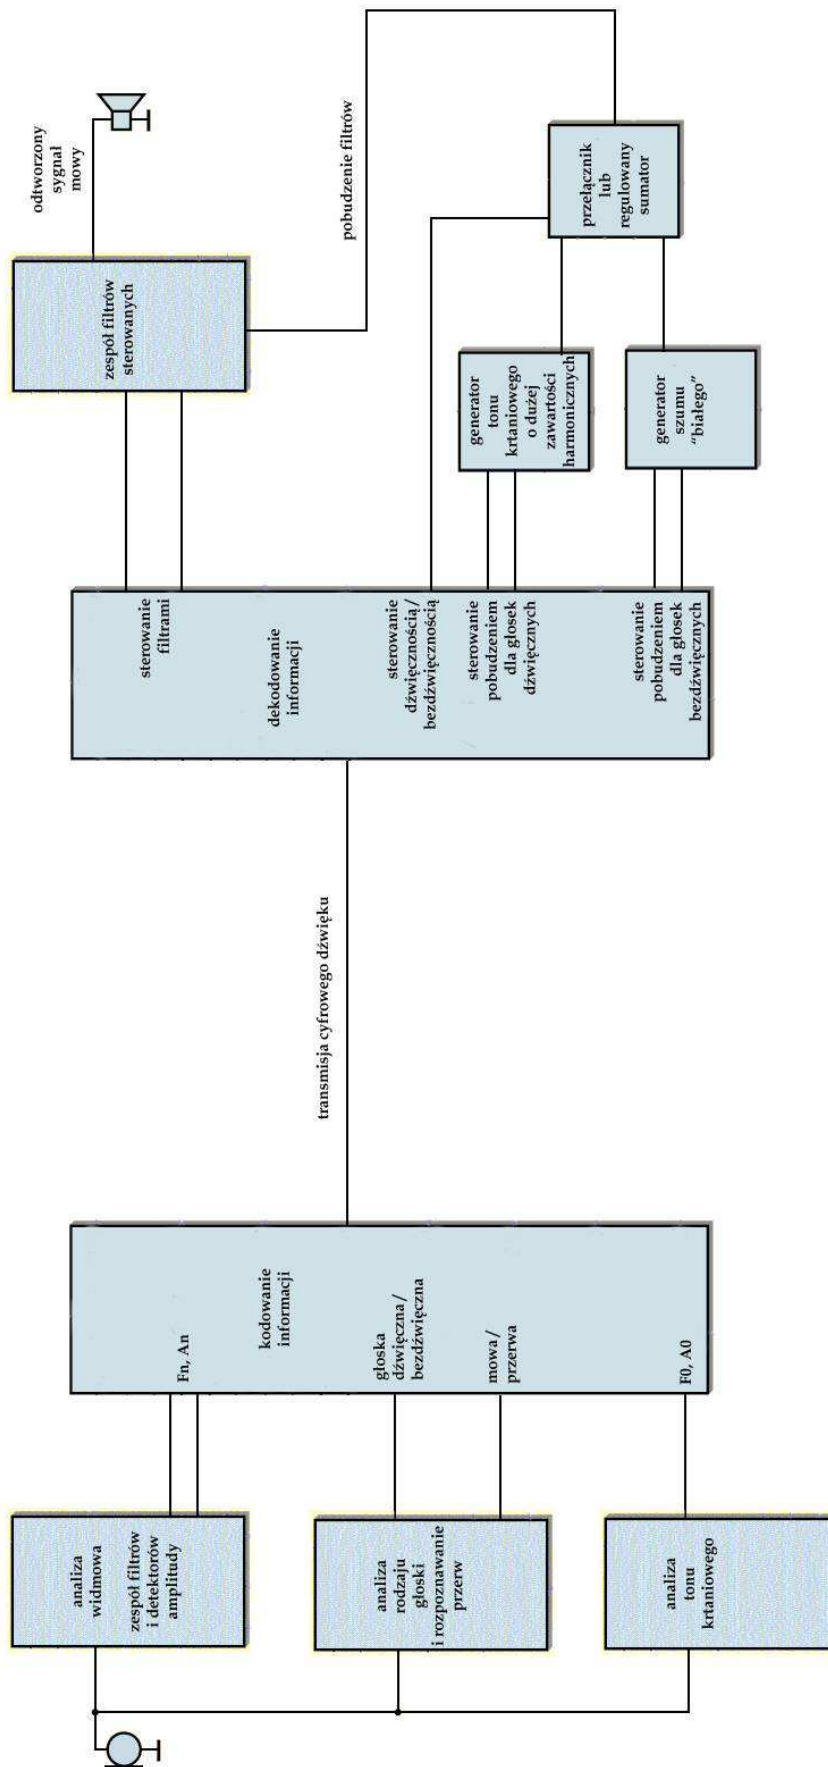 analiza
widmowa
zespół filtrów
i detektorów
amplitudy
analiza
rodzaju
głoski
i rozpoznawanie
przerw
analiza
tonu
krtaniowego
Fn, An
kodowanie
informacji
głoska
dźwięczna/
bezdźwięczna
mowa/
przerwa
F0, A0
transmisja cyfrowego dźwięku
sterowanie
filtrami
dekodowanie
informacji
sterowanie
dźwięcznością/
bezdźwięcznością
sterowanie
pobudzeniem
dla głosek
dźwięcznych
sterowanie
pobudzeniem
dla głosek
bezdźwięcznych
zespół filtrów
sterowanych
generator
tonu
krtaniowego
o dużej
zawartości
harmonicznych
generator
szumu
“białego”
odtworzony
sygnał
mowy
pobudzenie filtrów
przełącznik
lub
regulowany
sumator